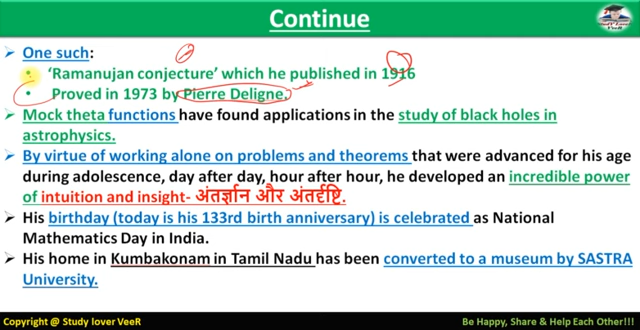 Continue
Study Lover VeeR
➢ One such:
• 'Ramanujan conjecture' which he published in 1916
• Proved in 1973 by Pierre Deligne.
➢ Mock theta functions have found applications in the study of black holes in
astrophysics.
➢ By virtue of working alone on problems and theorems that were advanced for his age
during adolescence, day after day, hour after hour, he developed an incredible power
of intuition and insight- अंतर्ज्ञान और अंतर्दृष्टि.
➢ His birthday (today is his 133rd birth anniversary) is celebrated as National
Mathematics Day in India.
➢ His home in Kumbakonam in Tamil Nadu has been converted to a museum by SASTRA
University.
Copyright @ Study lover VeeR
Be Happy, Share & Help Each Other!!!